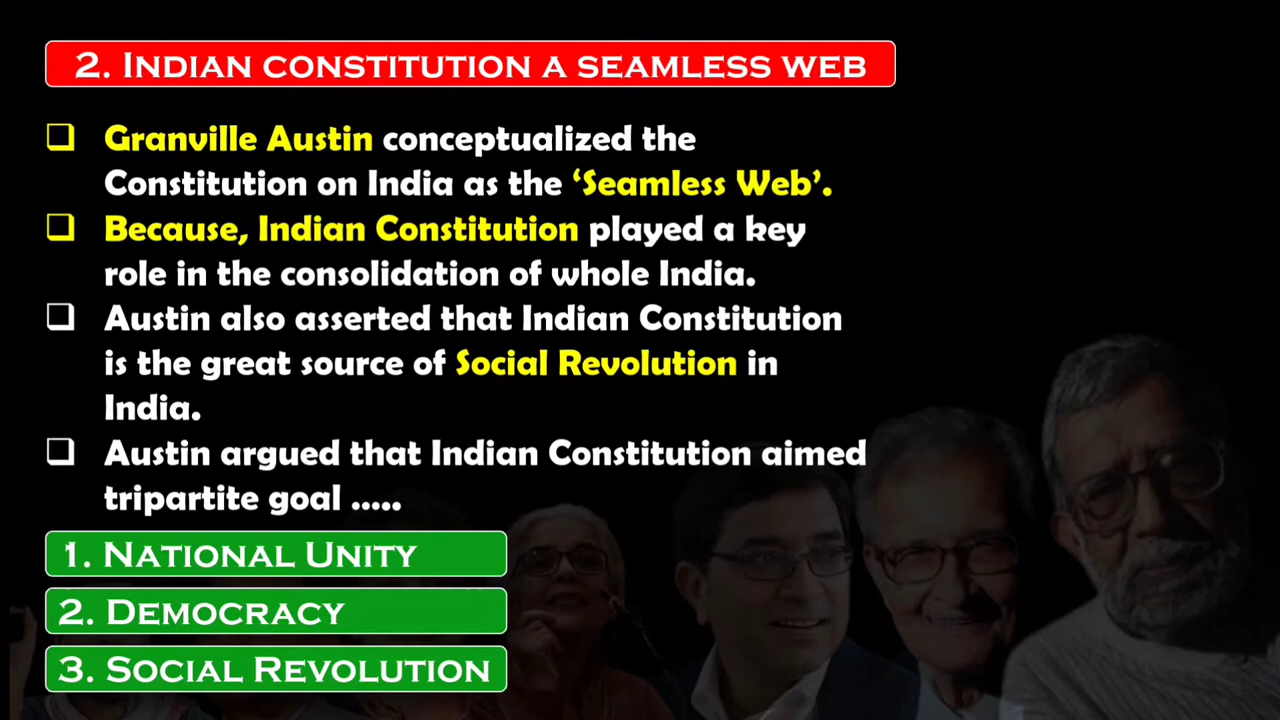 2. INDIAN CONSTITUTION A SEAMLESS WEB
❑ Granville Austin conceptualized the
Constitution on India as the ‘Seamless Web’.
❑ Because, Indian Constitution played a key
role in the consolidation of whole India.
❑ Austin also asserted that Indian Constitution
is the great source of Social Revolution in
India.
❑ Austin argued that Indian Constitution aimed
tripartite goal .....
1. NATIONAL UNITY
2. DEMOCRACY
3. SOCIAL REVOLUTION